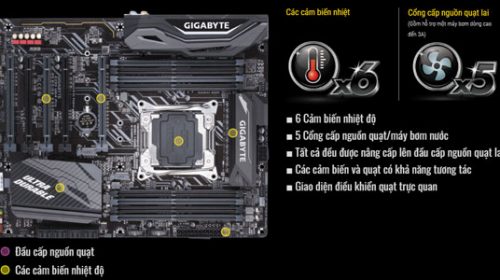 GIGABYTE
GIGABYTE
ULTRA
DURABLE
Đầu cấp nguồn quạt
Các cảm biến nhiệt độ
Các cảm biến nhiệt
x6
Cổng cấp nguồn quạt lai
(Gồm hỗ trợ một máy bơm dòng cao
đến 3A)
x5
6 Cảm biến nhiệt độ
5 Cổng cấp nguồn quạt/máy bơm nước
Tất cả đều được nâng cấp lên đầu cấp nguồn quạt la
Các cảm biến và quạt có khả năng tương tác
Giao diện điều khiển quạt trực quan